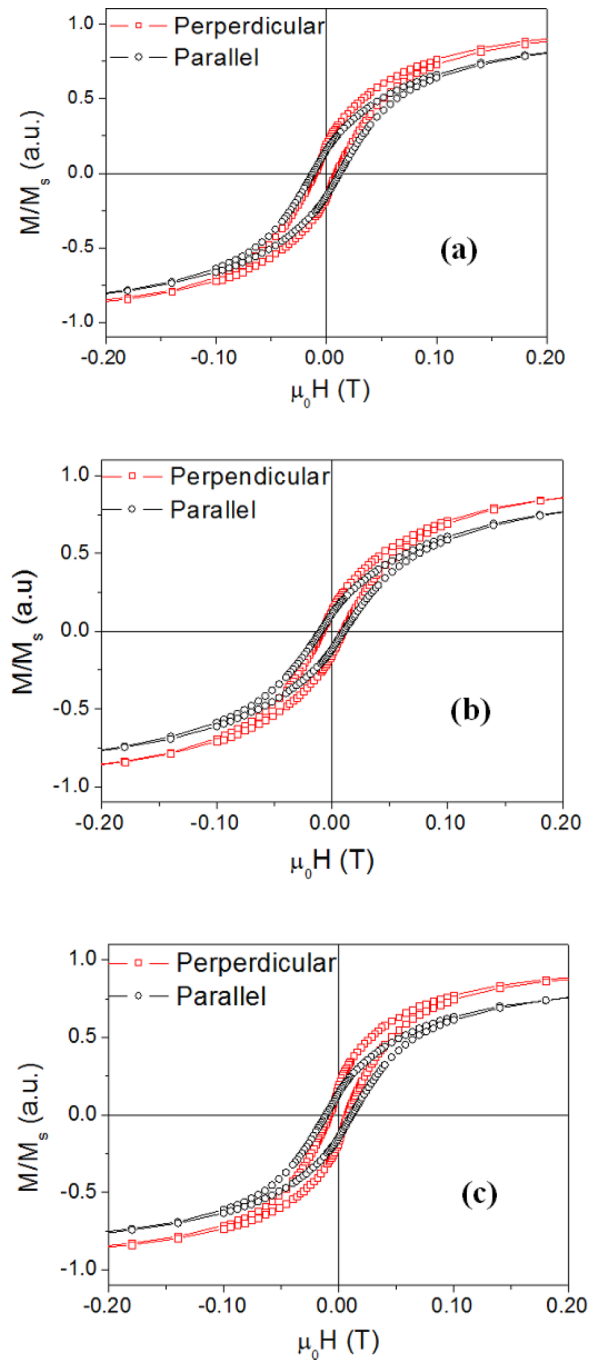 1.0
0.5
0.0
-0.5
-1.0
M/Ms (a.u.)
Perperdicular
Parallel
(a)
-0.20 -0.10 0.00 0.10 0.20
μ0H (T)
1.0
0.5
0.0
-0.5
-1.0
M/Ms (a.u)
Perpendicular
Parallel
(b)
-0.20 -0.10 0.00 0.10 0.20
μ0H (T)
1.0
0.5
0.0
-0.5
-1.0
M/Ms (a.u.)
Perperdicular
Parallel
(c)
-0.20 -0.10 0.00 0.10 0.20
μ0H (T)